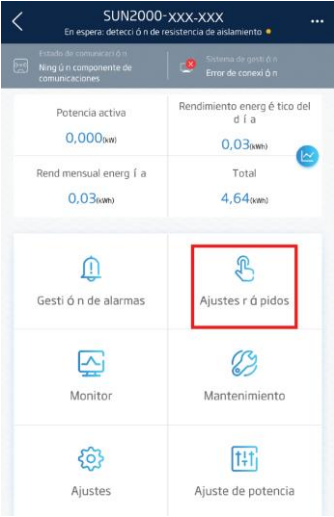 SUN2000-XXX-XXX
En espera: detecci ó n de resistencia de aislamiento
Estado de comunicaci ó n
Ning ú n componente de
comunicaciones
Sistema de gesti ó n
Error de conexi ó n
Potencia activa
0,000(kW)
Rendimiento energ é tico del
d í a
0,03(kWh)
Rend mensual energ í a
0,03(kWh)
Total
4,64(kWh)
Gesti ó n de alarmas
Ajustes r á pidos
Monitor
Mantenimiento
Ajustes
Ajuste de potencia